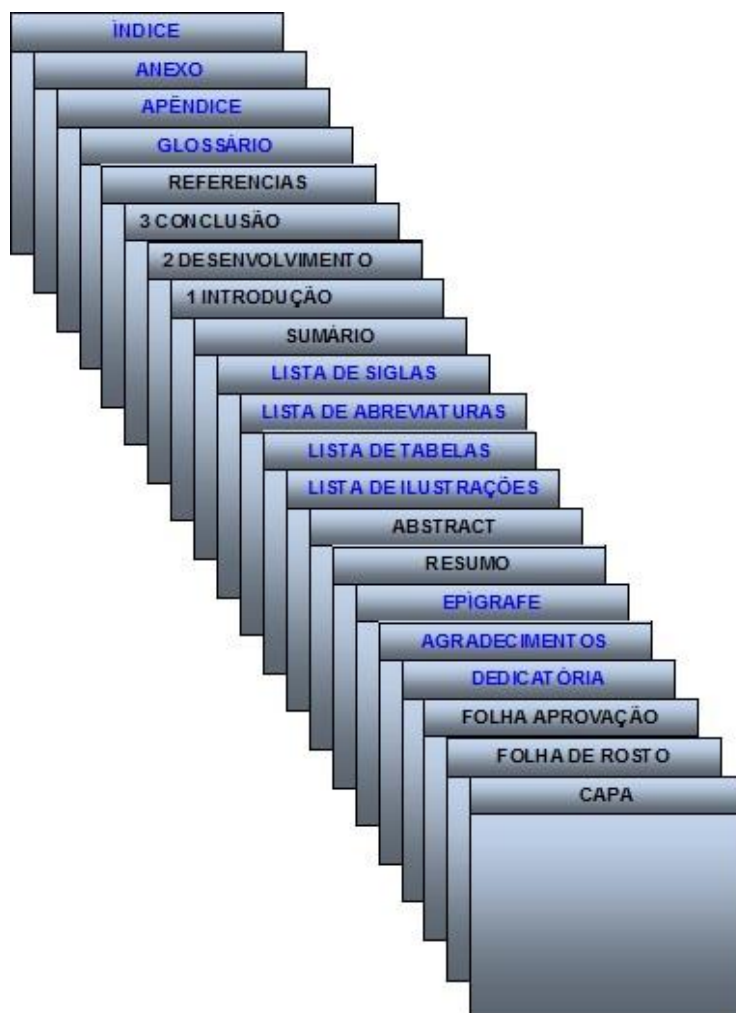 ÍNDICE
ANEXO
APÊNDICE
GLOSSÁRIO
REFERENCIAS
3 CONCLUSÃO
2 DESENVOLVIMENTO
1 INTRODUÇÃO
SUMÁRIO
LISTA DE SIGLAS
LISTA DE ABREVIATURAS
LISTA DE TABELAS
LISTA DE ILUSTRAÇÕES
ABSTRACT
RESUMO
EPÍGRAFE
AGRADECIMENTOS
DEDICATÓRIA
FOLHA APROVAÇÃO
FOLHA DE ROSTO
CAPA